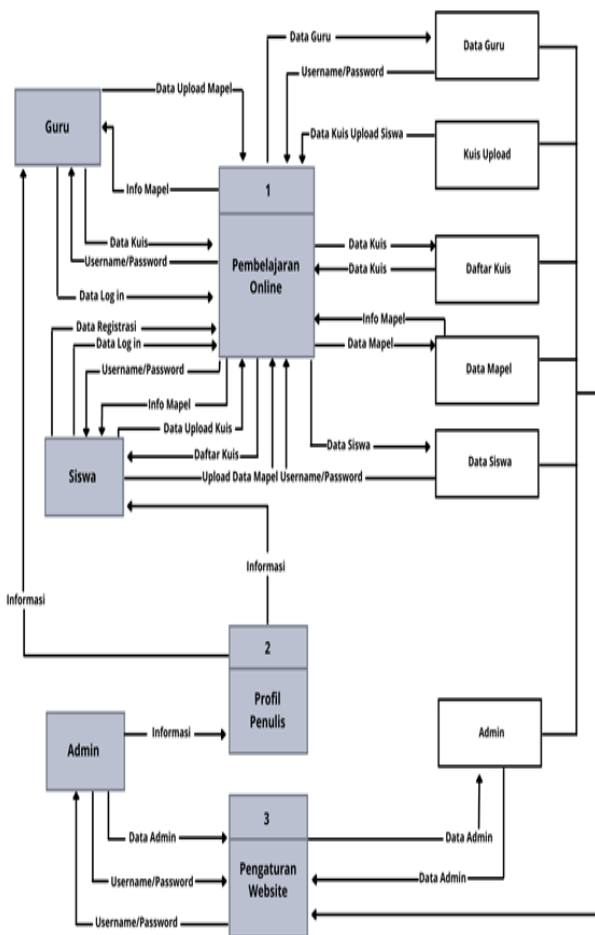 Data Guru
Data Guru
Username/Password
Data Upload Mapel
Guru
Data Kuis Upload Siswa
Kuis Upload
Info Mapel
1
Data Kuis
Data Kuis
Username/Password
Pembelajaran
Online
Data Kuis
Daftar Kuis
Data Log in
Info Mapel
Data Registrasi
Data Log in
Data Mapel
Data Mapel
Username/Password
Info Mapel
Data Upload Kuis
Data Siswa
Daftar Kuis
Data Siswa
Siswa
Upload Data Mapel Username/Password
Informasi
Informasi
2
Profil
Penulis
Admin
Informasi
Admin
3
Data Admin
Data Admin
Pengaturan
Website
Username/Password
Data Admin
Username/Password